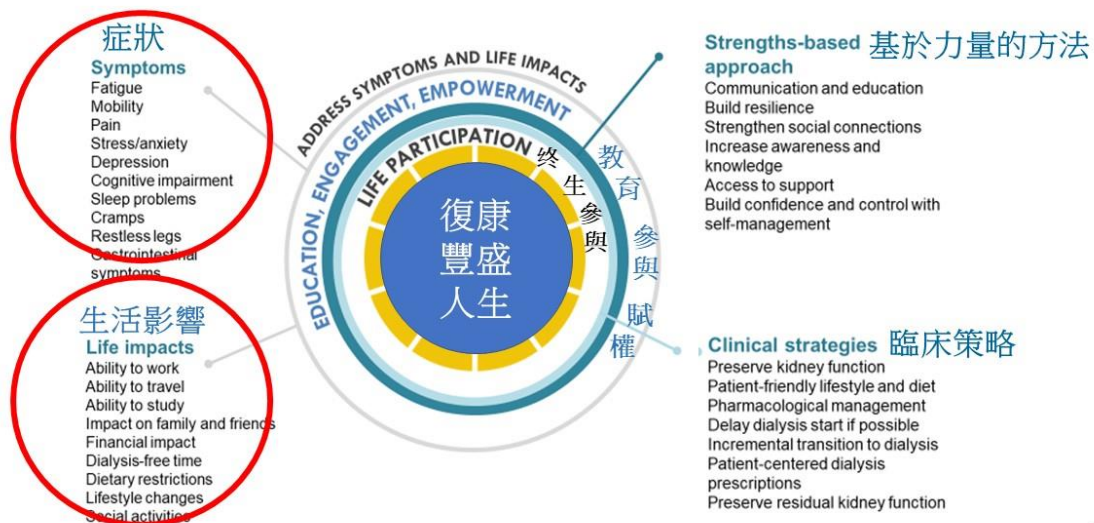 症狀
Symptoms
Fatigue
Mobility
Pain
Stress/anxiety
Depression
Cognitive impairment
Sleep problems
Cramps
Restless legs
Gastrointestinal
symptoms
生活影響
Life impacts
Ability to work
Ability to travel
Ability to study
Impact on family and friends
Financial impact
Dialysis-free time
Dietary restrictions
Lifestyle changes
Social activities
ADDRESS SYMPTOMS AND LIFE IMPACTS
EDUCATION, ENGAGEMENT, EMPOWERMENT
LIFE PARTICIPATION
終生參與
教育 參與 賦權
復康
豐盛
人生
Strengths-based 基於力量的方法
approach
Communication and education
Build resilience
Strengthen social connections
Increase awareness and
knowledge
Access to support
Build confidence and control with
self-management
Clinical strategies 臨床策略
Preserve kidney function
Patient-friendly lifestyle and diet
Pharmacological management
Delay dialysis start if possible
Incremental transition to dialysis
Patient-centered dialysis
prescriptions
Preserve residual kidney function